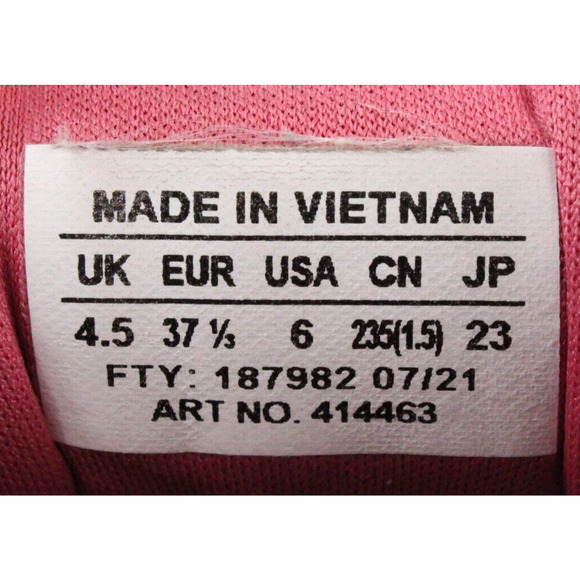 MADE IN VIETNAM
UK EUR USA CN JP
4.5 37 ⅓ 6 235(1.5) 23
FTY: 187982 07/21
ART NO. 414463